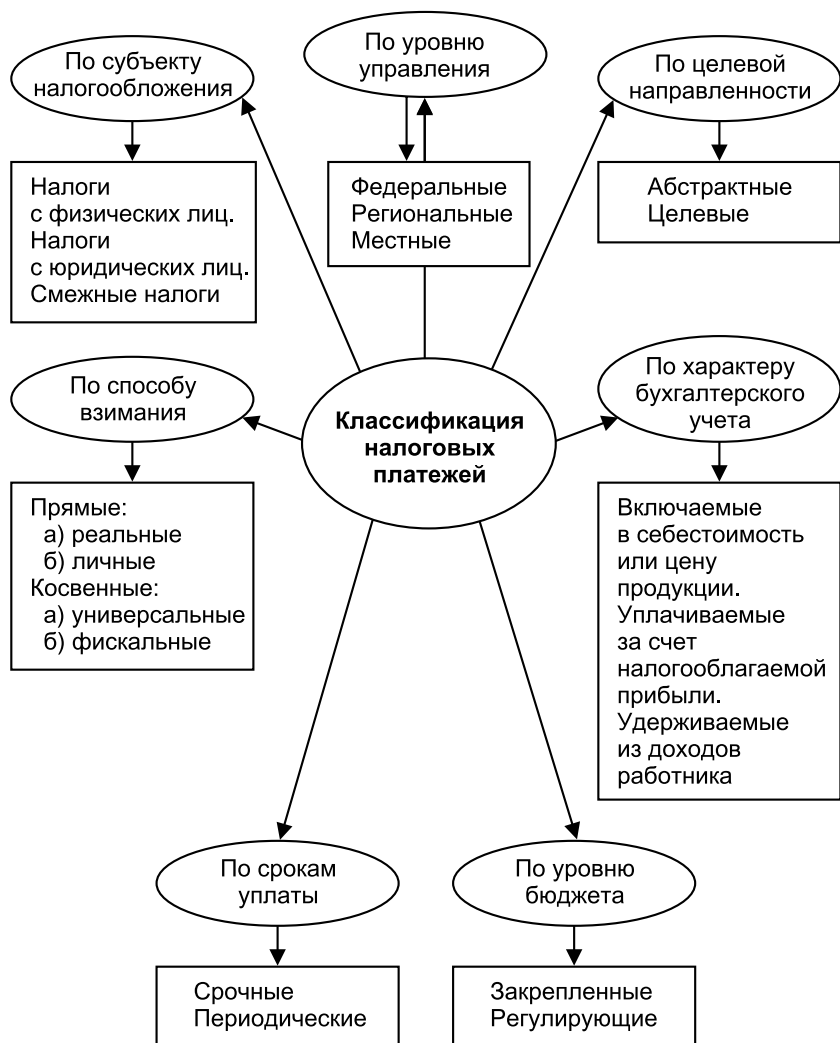 По субъекту
налогообложения
По уровню
управления
По целевой
направленности
Налоги
с физических лиц.
Налоги
с юридических лиц.
Смежные налоги
Федеральные
Региональные
Местные
Абстрактные
Целевые
По способу
взимания
Классификация
налоговых
платежей
По характеру
бухгалтерского
учета
Прямые:
а) реальные
б) личные
Косвенные:
а) универсальные
б) фискальные
Включаемые
в себестоимость
или цену
продукции.
Уплачиваемые
за счет
налогооблагаемой
прибыли.
Удерживаемые
из доходов
работника
По срокам
уплаты
По уровню
бюджета
Срочные
Периодические
Закрепленные
Регулирующие